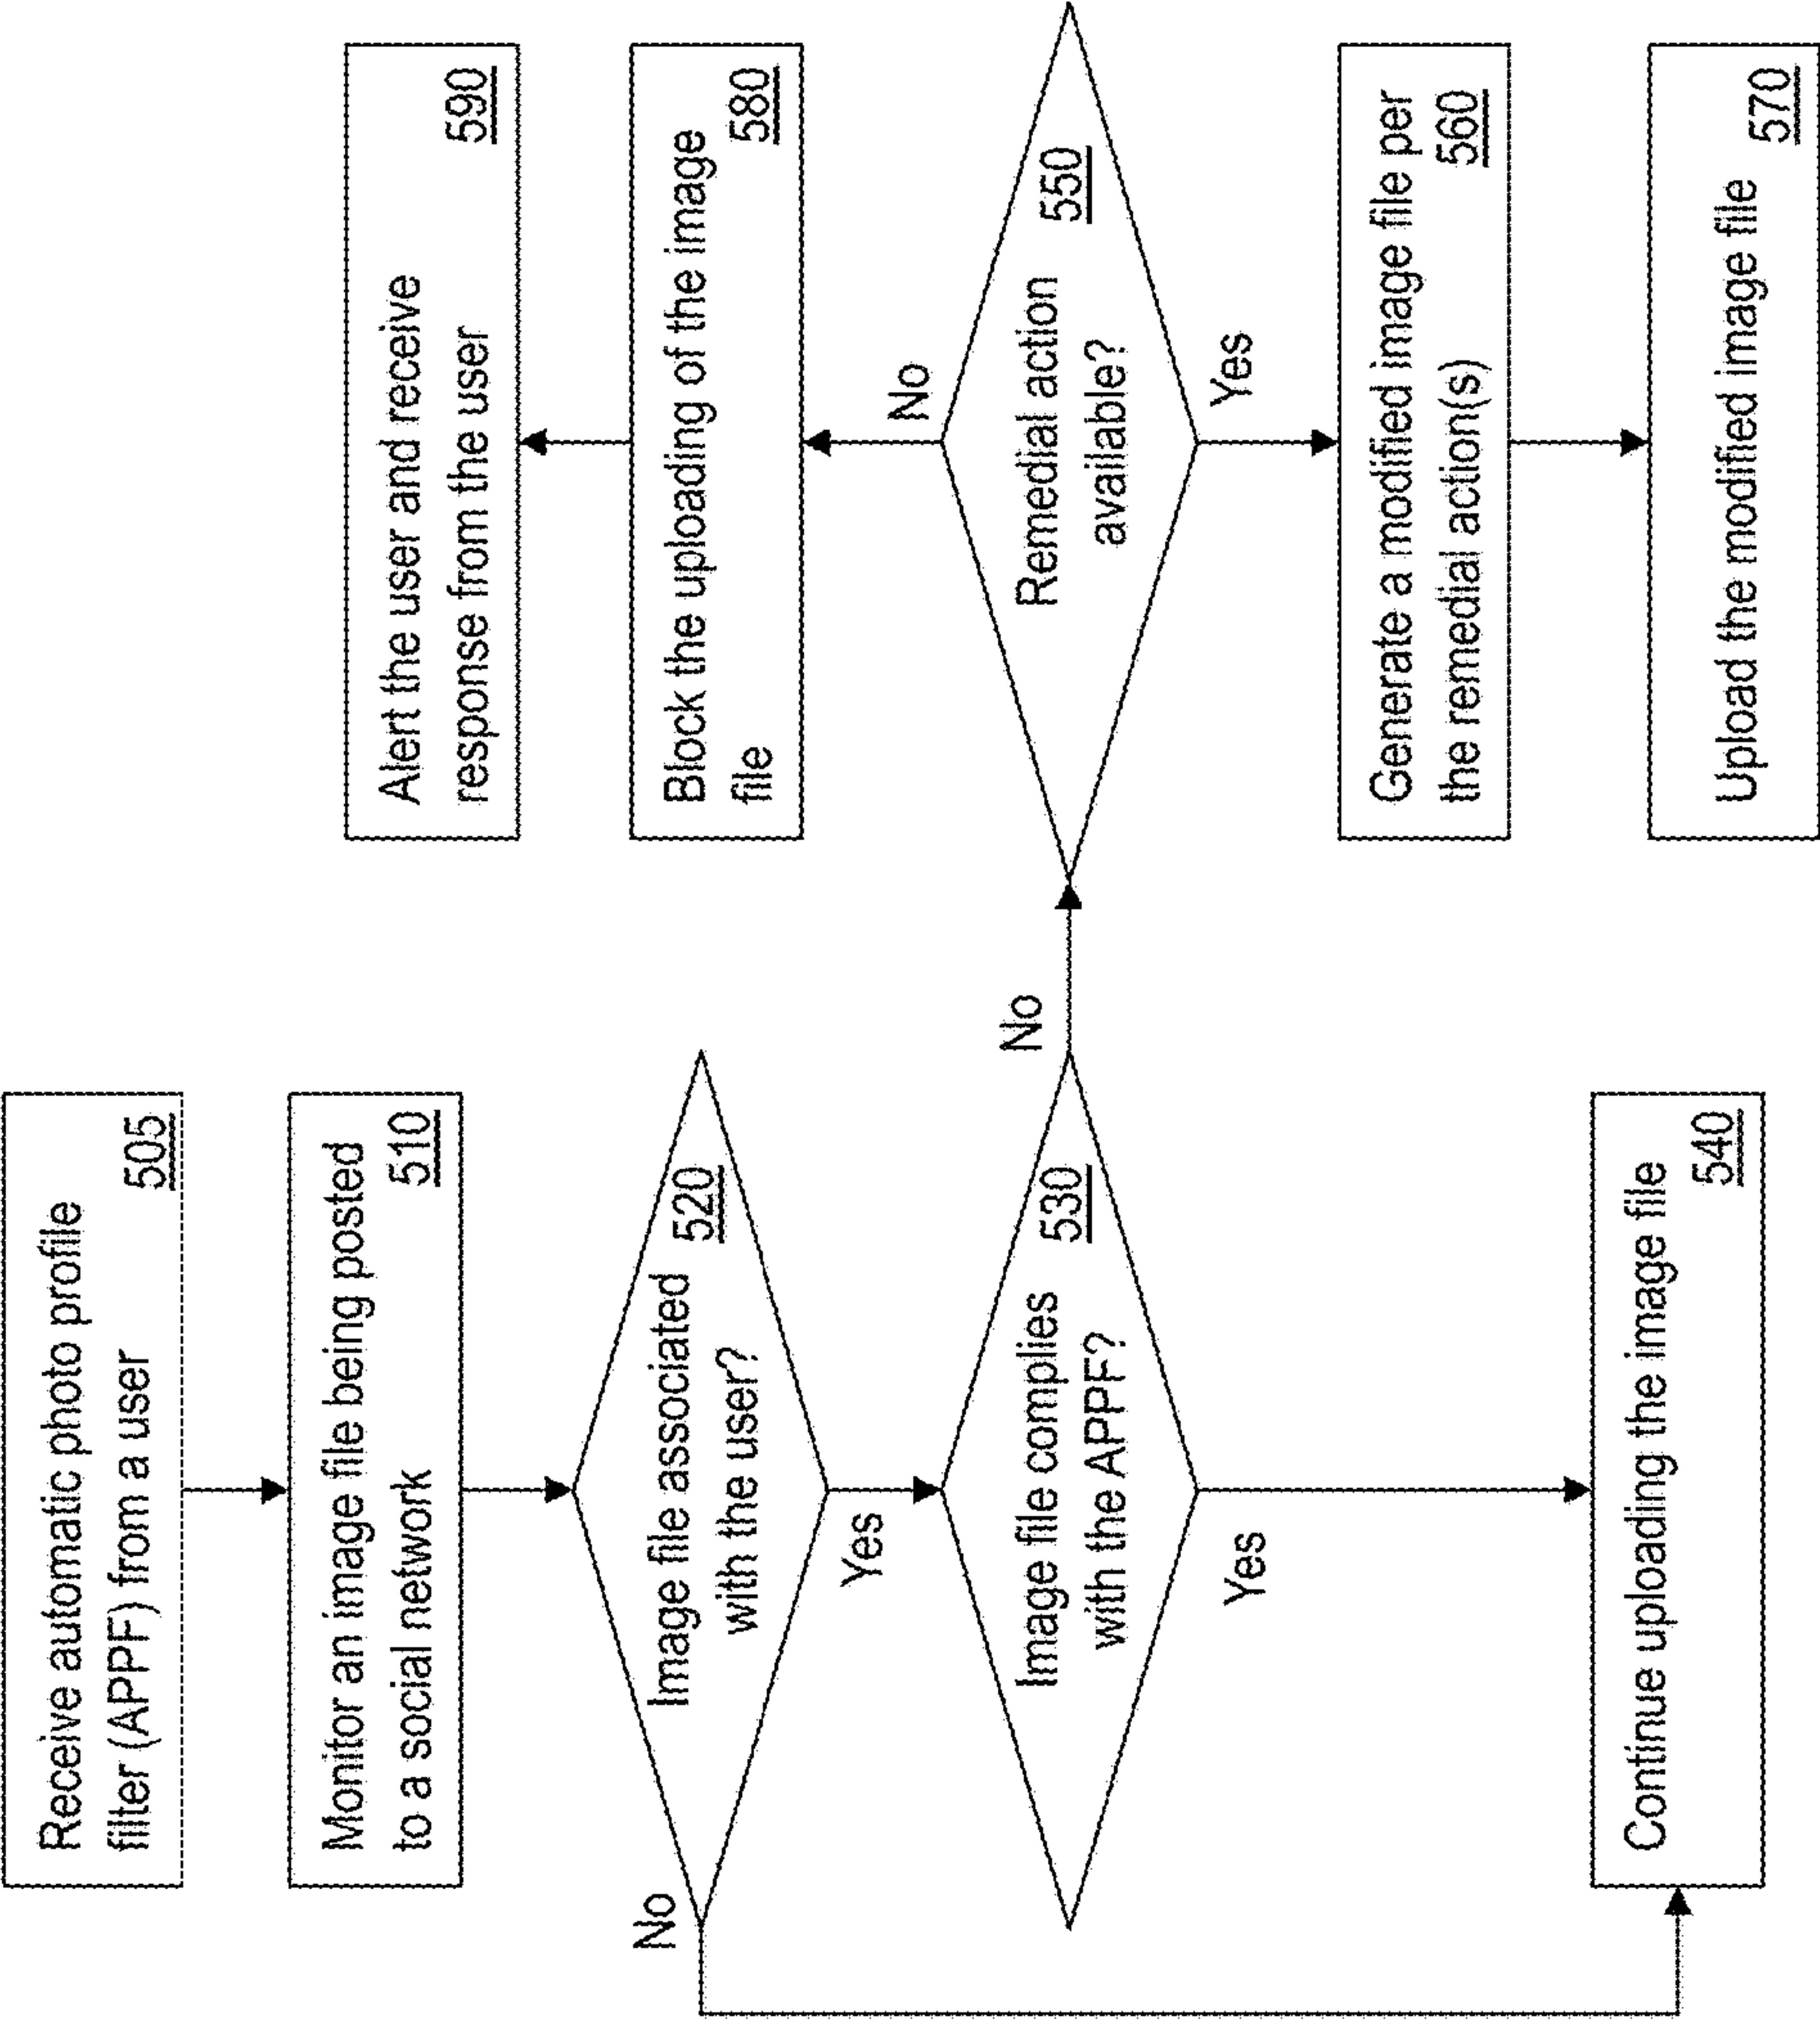 Receive automatic photo profile
filter (APPF) from a user
505
Monitor an image file being posted
to a social network
510
Image file associated
with the user?
520
No
Yes
Image file complies
with the APPF?
530
No
Yes
Continue uploading the image file
540
Alert the user and receive
response from the user
590
Block the uploading of the image
file
580
No
Remedial action
available?
550
Yes
Generate a modified image file per
the remedial action(s)
560
Upload the modified image file
570